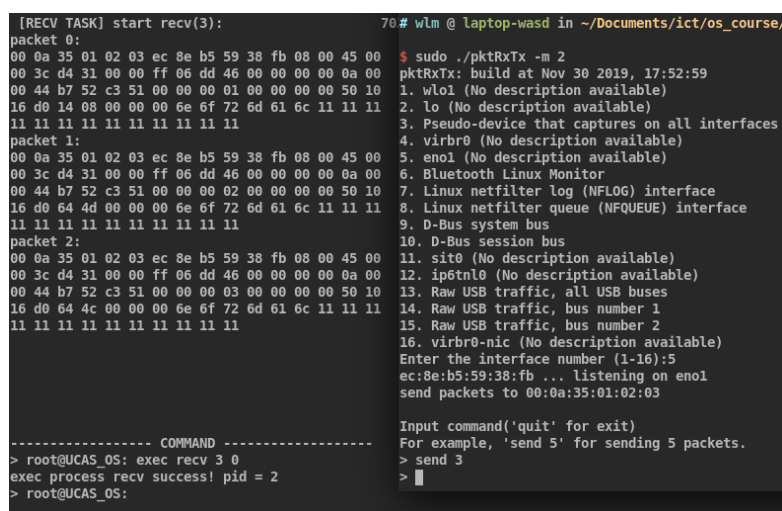 [RECV TASK] start recv(3): 70
packet 0:
00 0a 35 01 02 03 ec 8e b5 59 38 fb 08 00 45 00
00 3c d4 31 00 00 ff 06 dd 46 00 00 00 00 0a 00
00 44 b7 52 c3 51 00 00 00 01 00 00 00 00 50 10
16 d0 14 08 00 00 00 6e 6f 72 6d 61 6c 11 11 11
11 11 11 11 11 11 11 11 11 11
packet 1:
00 0a 35 01 02 03 ec 8e b5 59 38 fb 08 00 45 00
00 3c d4 31 00 00 ff 06 dd 46 00 00 00 00 0a 00
00 44 b7 52 c3 51 00 00 00 02 00 00 00 00 50 10
16 d0 64 4d 00 00 00 6e 6f 72 6d 61 6c 11 11 11
11 11 11 11 11 11 11 11 11 11
packet 2:
00 0a 35 01 02 03 ec 8e b5 59 38 fb 08 00 45 00
00 3c d4 31 00 00 ff 06 dd 46 00 00 00 00 0a 00
00 44 b7 52 c3 51 00 00 00 03 00 00 00 00 50 10
16 d0 64 4c 00 00 00 6e 6f 72 6d 61 6c 11 11 11
11 11 11 11 11 11 11 11 11 11
----------------- COMMAND ------------------
> root@UCAS_OS: exec recv 3 0
exec process recv success! pid = 2
> root@UCAS_OS:
# wlm @ laptop-wasd in ~/Documents/ict/os_course/
$ sudo ./pktRxTx -m 2
pktRxTx: build at Nov 30 2019, 17:52:59
1. wlo1 (No description available)
2. lo (No description available)
3. Pseudo-device that captures on all interfaces
4. virbr0 (No description available)
5. eno1 (No description available)
6. Bluetooth Linux Monitor
7. Linux netfilter log (NFLOG) interface
8. Linux netfilter queue (NFQUEUE) interface
9. D-Bus system bus
10. D-Bus session bus
11. sit0 (No description available)
12. ip6tnl0 (No description available)
13. Raw USB traffic, all USB buses
14. Raw USB traffic, bus number 1
15. Raw USB traffic, bus number 2
16. virbr0-nic (No description available)
Enter the interface number (1-16):5
ec:8e:b5:59:38:fb ... listening on eno1
send packets to 00:0a:35:01:02:03
Input command('quit' for exit)
For example, 'send 5' for sending 5 packets.
> send 3
>